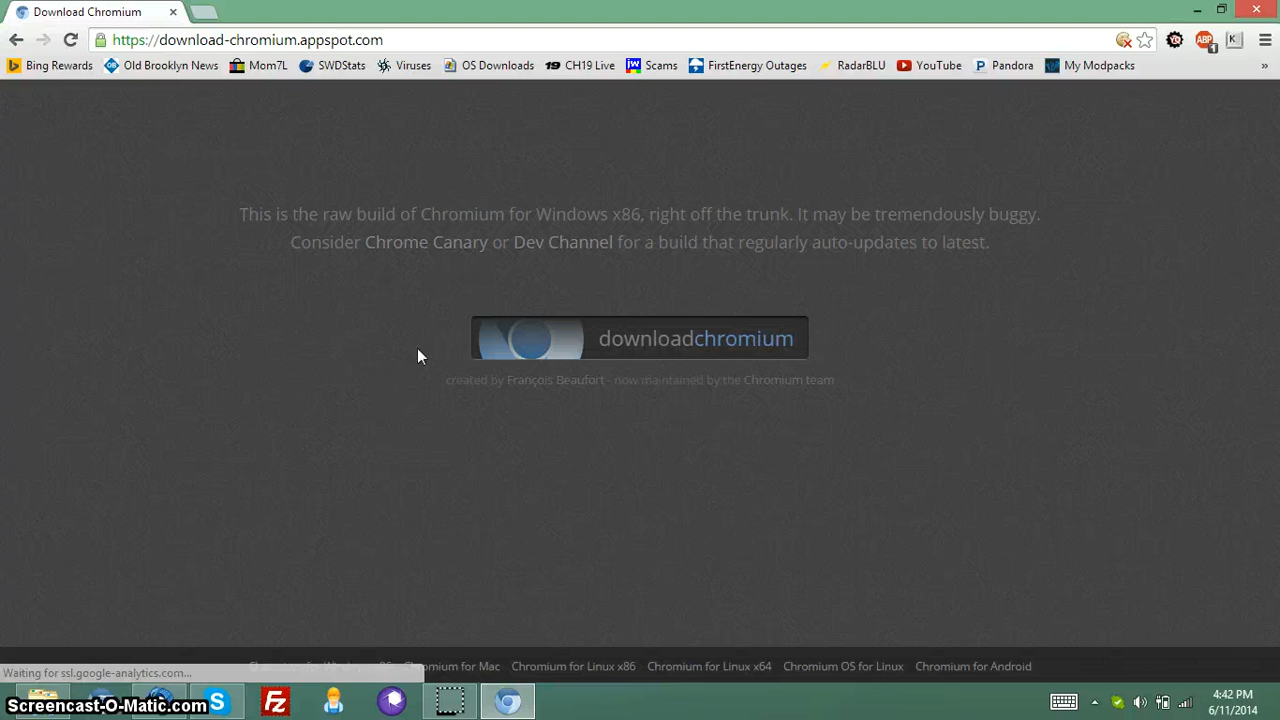 Download Chromium
https://download-chromium.appspot.com
Bing Rewards Old Brooklyn News Mom7L SWDStats Viruses OS Downloads 19 CH19 Live jw Scams FirstEnergy Outages RadarBLU YouTube Pandora My Modpacks »
This is the raw build of Chromium for Windows x86, right off the trunk. It may be tremendously buggy.
Consider Chrome Canary or Dev Channel for a build that regularly auto-updates to latest.
downloadchromium
created by François Beaufort - now maintained by the Chromium team
Chromium for Mac Chromium for Linux x86 Chromium for Linux x64 Chromium OS for Linux Chromium for Android
Waiting for ssl.google-analytics.com...
4:42 PM
6/11/2014
Screencast-O-Matic.com